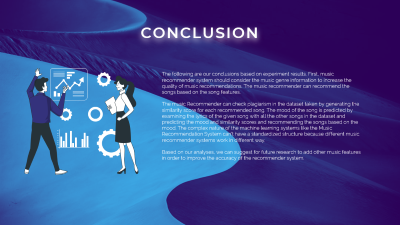 CONCLUSION
The following are our conclusions based on experiment results. First, music
recommender system should consider the music genre information to increase the
quality of music recommendations. The music recommender can recommend the
songs based on the song features.
The music Recommender can check plagiarism in the dataset taken by generating the
similarity score for each recommended song. The mood of the song is predicted by
examining the lyrics of the given song with all the other songs in the dataset and
predicting the mood and similarity scores and recommending the songs based on the
mood. The complex nature of the machine learning systems like the Music
Recommendation System can't have a standardized structure because different music
recommender systems work in different way.
Based on our analyses, we can suggest for future research to add other music features
in order to improve the accuracy of the recommender system.